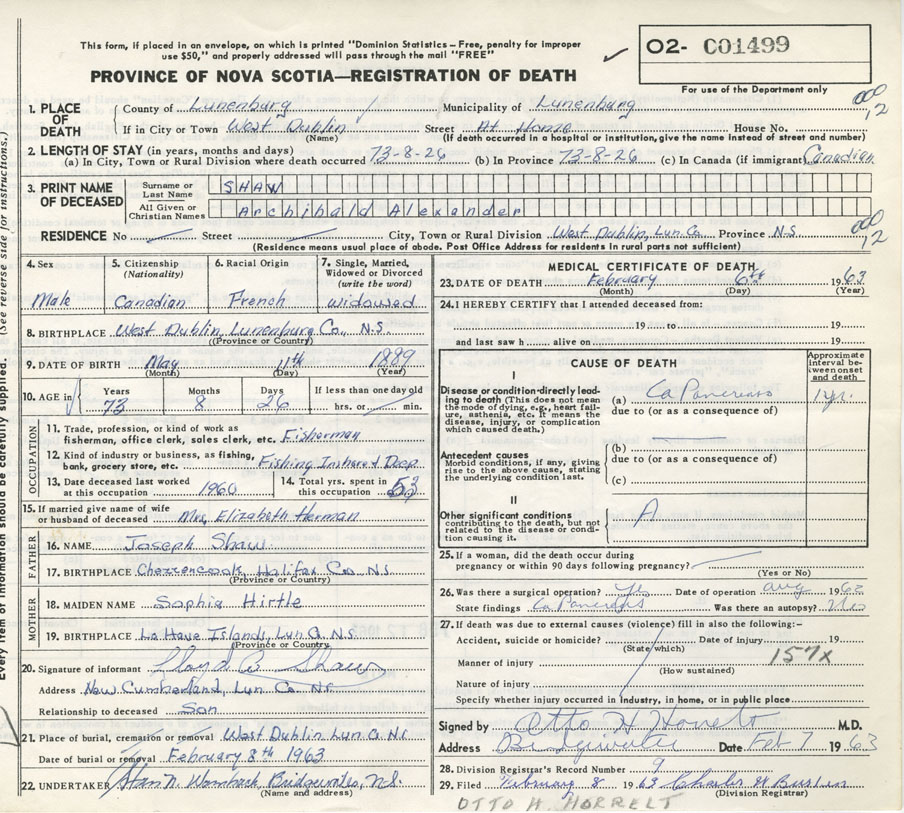 This form, if placed in an envelope, on which is printed "Dominion Statistics - Free, penalty for improper
use $50," and properly addressed will pass through the mail "FREE"
O2- C01499
For use of the Department only
PROVINCE OF NOVA SCOTIA—REGISTRATION OF DEATH
1. PLACE OF DEATH County of Lunenburg Municipality of Lunenburg
If in City or Town West Dublin (Name) Street At Home House No.
(If death occurred in a hospital or institution, give the name instead of street and number)
2. LENGTH OF STAY (in years, months and days)
(a) In City, Town or Rural Division where death occurred 73-8-26 (b) In Province 73-8-26 (c) In Canada (if immigrant) Canadian
3. PRINT NAME OF DECEASED Surname or Last Name SHAW
All Given or Christian Names Archibald Alexander
RESIDENCE No Street City, Town or Rural Division West Dublin, Lun. Co. Province N.S.
(Residence means usual place of abode. Post Office Address for residents in rural parts not sufficient)
4. Sex Male
5. Citizenship (Nationality) Canadian
6. Racial Origin French
7. Single, Married, Widowed or Divorced (write the word) widowed
8. BIRTHPLACE West Dublin, Lunenburg Co., N.S.
(Province or Country)
9. DATE OF BIRTH May 11th 1889
(Month) (Day) (Year)
10. AGE in Years 73 Months 8 Days 26 If less than one day old hrs. or min.
OCCUPATION
11. Trade, profession, or kind of work as fisherman, office clerk, sales clerk, etc. Fisherman
12. Kind of industry or business, as fishing, bank, grocery store, etc. Fishing Inshore & Deep
13. Date deceased last worked at this occupation 1960
14. Total yrs. spent in this occupation 53
15. If married give name of wife or husband of deceased Mrs. Elizabeth Herman
FATHER
16. NAME Joseph Shaw
17. BIRTHPLACE Chezzencook, Halifax Co. N.S.
(Province or Country)
MOTHER
18. MAIDEN NAME Sophia Hirtle
19. BIRTHPLACE La Have Islands, Lun Co. N.S.
(Province or Country)
20. Signature of informant Lloyd B. Shaw
Address New Cumberland, Lun. Co. N.S.
Relationship to deceased Son
21. Place of burial, cremation or removal West Dublin Lun Co. N.S.
Date of burial or removal February 8th 1963
22. UNDERTAKER N. Bridgewater, N.S.
(Name and address)
MEDICAL CERTIFICATE OF DEATH
23. DATE OF DEATH February 6th 1963
(Month) (Day) (Year)
24. I HEREBY CERTIFY that I attended deceased from:
19 to 19
and last saw h alive on 19
CAUSE OF DEATH
Approximate interval between onset and death
I
Disease or condition directly leading to death (This does not mean the mode of dying, e.g., heart failure, asthenia, etc. It means the disease, injury, or complication which caused death.)
(a) Ca Pancreas 1 yr.
due to (or as a consequence of)
Antecedent causes
Morbid conditions, if any, giving rise to the above cause, stating the underlying condition last.
(b)
due to (or as a consequence of)
(c)
II
Other significant conditions contributing to the death, but not related to the disease or condition causing it.
25. If a woman, did the death occur during pregnancy or within 90 days following pregnancy?
(Yes or No)
26. Was there a surgical operation? Yes Date of operation Aug 1962
State findings Ca Pancreas Was there an autopsy? No
27. If death was due to external causes (violence) fill in also the following:-
Accident, suicide or homicide? Date of injury 19
(State which)
Manner of injury 157X
(How sustained)
Nature of injury
Specify whether injury occurred in industry, in home, or in public place
Signed by Otto H Horrelt M.D.
Address Bridgewater Date Feb 7 1963
28. Division Registrar's Record Number 9
29. Filed February 8 1963 Charles
(Division Registrar)
OTTO H. HORRELT
(See reverse side for instructions.)
Every item of information should be carefully supplied.